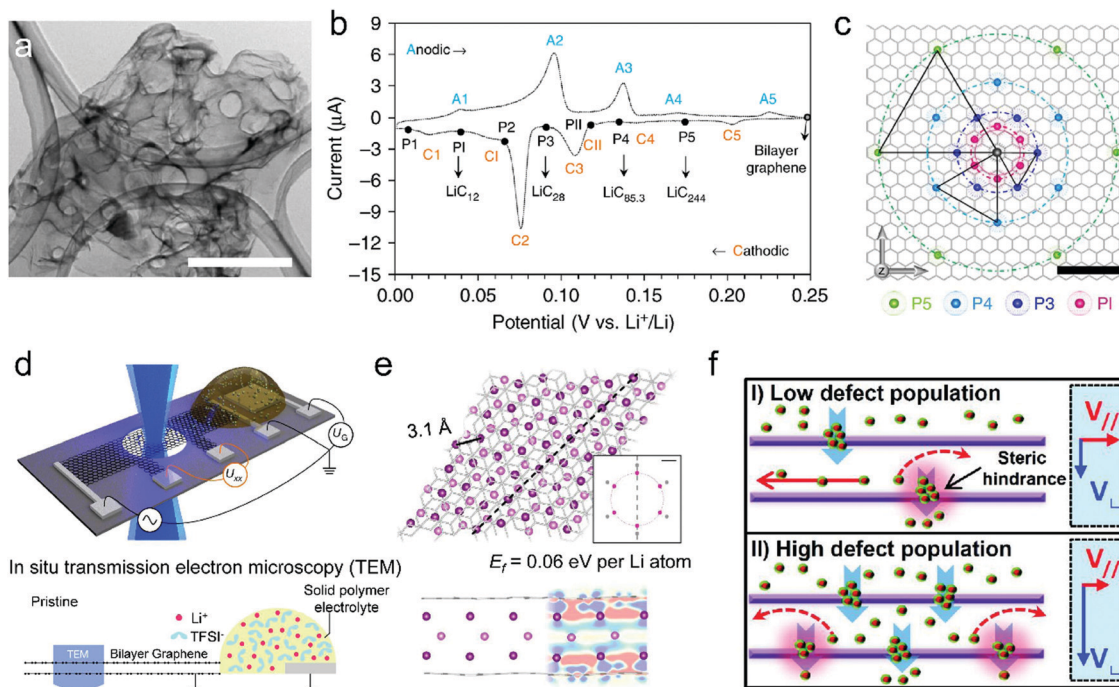 a
b
Anodic →
A1
A2
A3
A4
A5
9
6
3
0
−3
−6
−9
−12
−15
Current (µA)
P1
PI
P2
P3
PII
P4
P5
C1
CI
C2
C3
CII
C4
C5
LiC12
LiC28
LiC85.3
LiC244
Bilayer
graphene
← Cathodic
0.00
0.05
0.10
0.15
0.20
0.25
Potential (V vs. Li⁺/Li)
c
Z
P5
P4
P3
PI
d
UG
Uxx
In situ transmission electron microscopy (TEM)
Pristine
Solid polymer
electrolyte
Li⁺
TFSI⁻
TEM
Bilayer Graphene
e
3.1 Å
Ef = 0.06 eV per Li atom
f
I) Low defect population
Steric
hindrance
V//
V⊥
II) High defect population
V//
V⊥